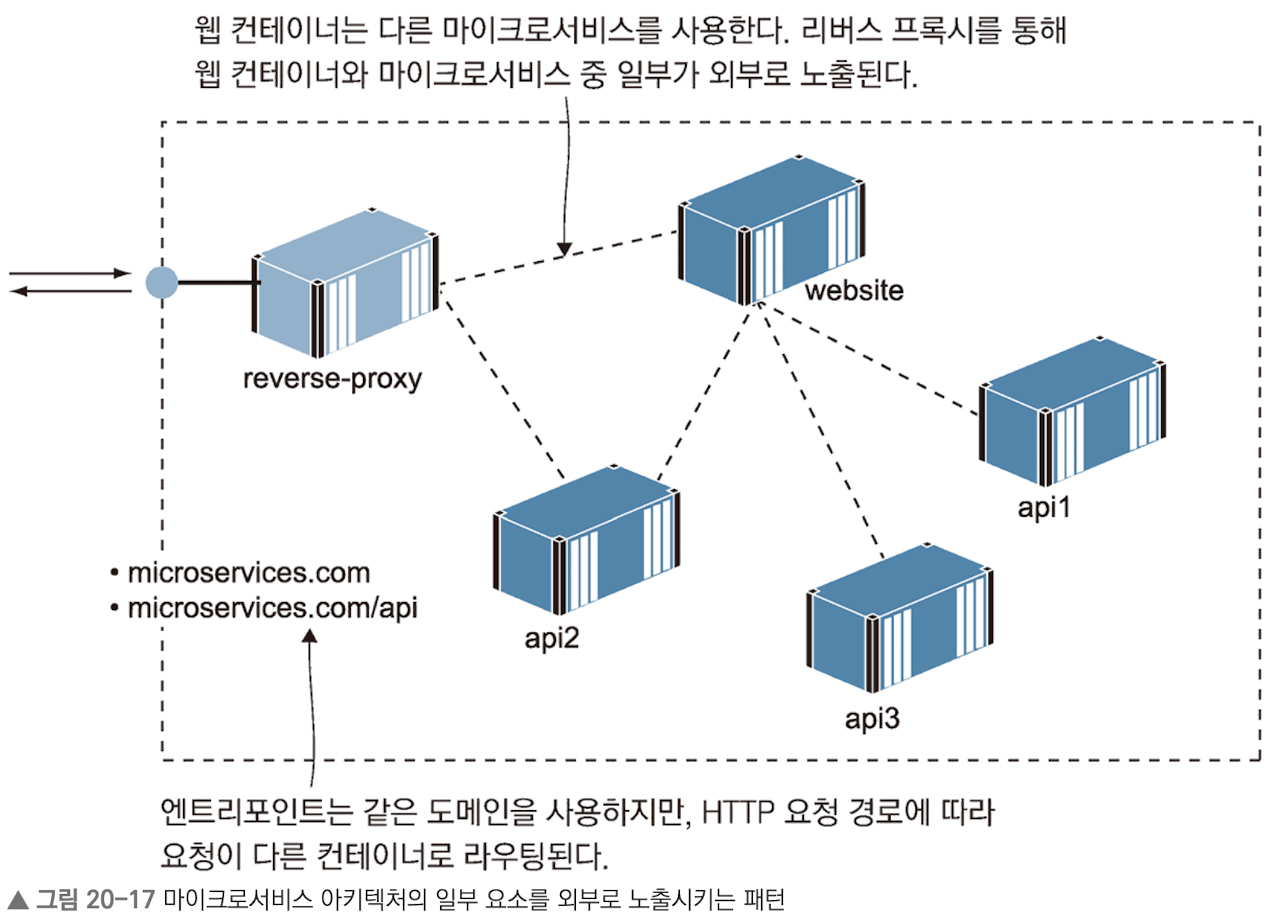 웹 컨테이너는 다른 마이크로서비스를 사용한다. 리버스 프록시를 통해
웹 컨테이너와 마이크로서비스 중 일부가 외부로 노출된다.
website
reverse-proxy
api1
• microservices.com
• microservices.com/api
api2
api3
엔트리포인트는 같은 도메인을 사용하지만, HTTP 요청 경로에 따라
요청이 다른 컨테이너로 라우팅된다.
▲ 그림 20-17 마이크로서비스 아키텍처의 일부 요소를 외부로 노출시키는 패턴